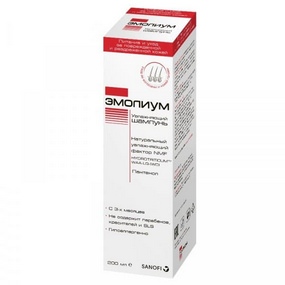 Питание и уход
за поврежденной
и раздраженной кожей
ЭМОЛИУМ
Увлажняющий
шампунь
Натуральный
увлажняющий
фактор NMF
Пантенол
• С 3-х месяцев
• Не содержит парабенов,
красителей и SLS
• Гипоаллергенно
200 мл ℮
SANOFI